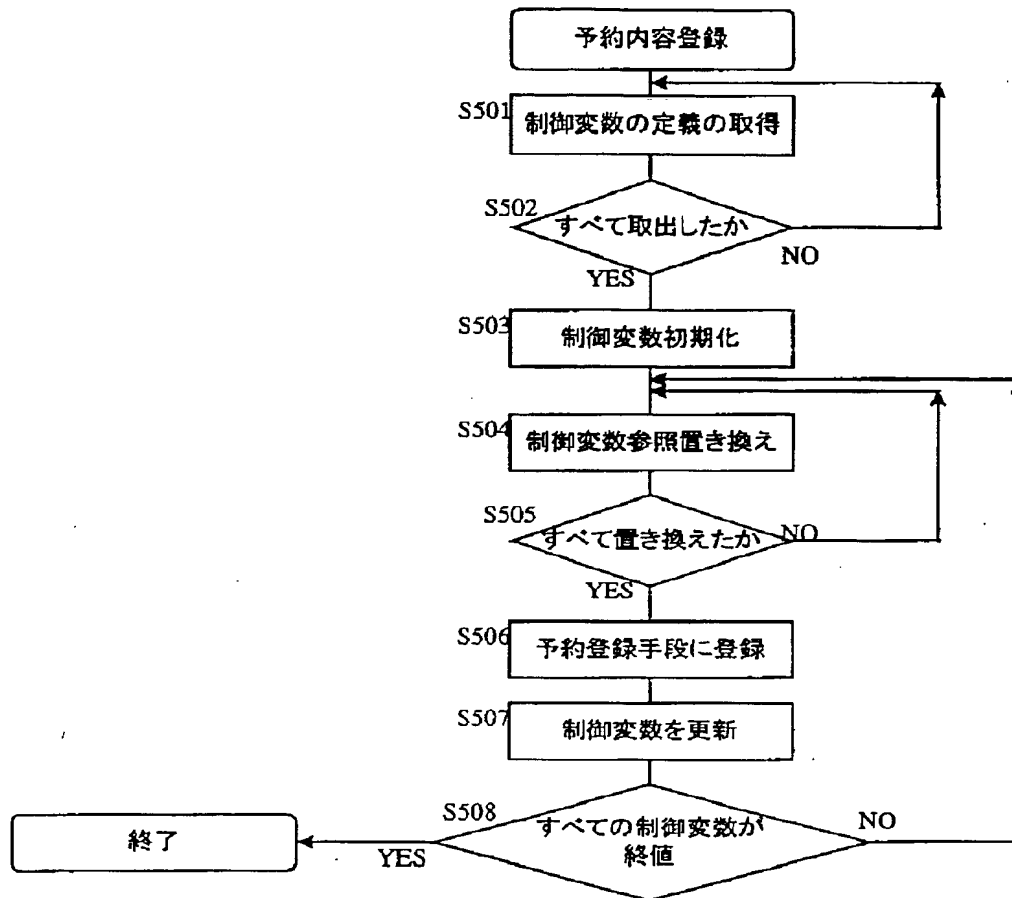 予約内容登録
S501
制御変数の定義の取得
S502
すべて取出したか
NO
YES
S503
制御変数初期化
S504
制御変数参照置き換え
S505
すべて置き換えたか
NO
YES
S506
予約登録手段に登録
S507
制御変数を更新
S508
すべての制御変数が
終値
NO
YES
終了